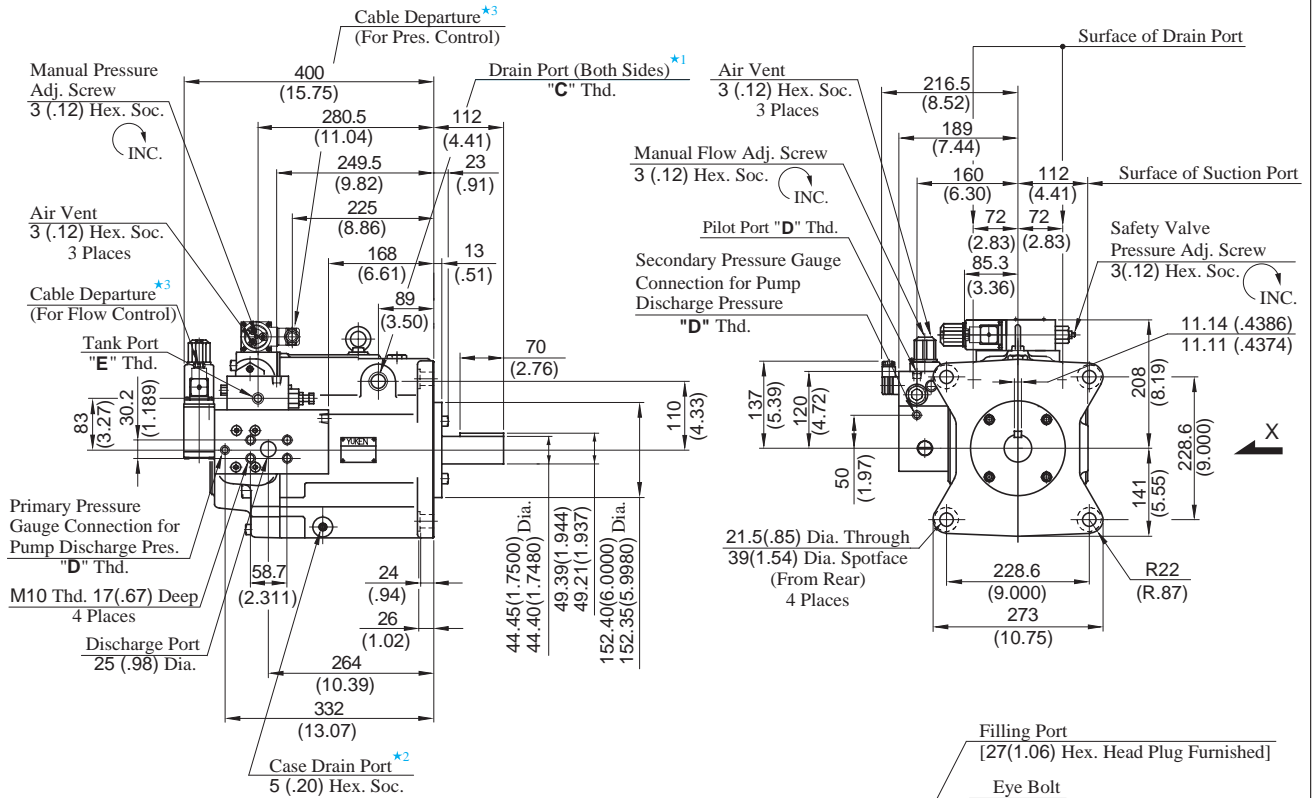 Cable Departure★3
(For Pres. Control)
Manual Pressure
Adj. Screw
3 (.12) Hex. Soc.
INC.
400
(15.75)
Drain Port (Both Sides)★1
"C" Thd.
280.5
(11.04)
112
(4.41)
249.5
(9.82)
23
(.91)
225
(8.86)
168
(6.61)
13
(.51)
89
(3.50)
70
(2.76)
Air Vent
3 (.12) Hex. Soc.
3 Places
Cable Departure★3
(For Flow Control)
Tank Port
"E" Thd.
83
(3.27)
30.2
(1.189)
YUKEN
110
(4.33)
Primary Pressure
Gauge Connection for
Pump Discharge Pres.
"D" Thd.
M10 Thd. 17(.67) Deep
4 Places
Discharge Port
25 (.98) Dia.
58.7
(2.311)
24
(.94)
26
(1.02)
264
(10.39)
332
(13.07)
44.45(1.7500) Dia.
44.40(1.7480)
49.39(1.944)
49.21(1.937)
152.40(6.0000) Dia.
152.35(5.9980)
Case Drain Port★2
5 (.20) Hex. Soc.
Surface of Drain Port
Air Vent
3 (.12) Hex. Soc.
3 Places
216.5
(8.52)
189
(7.44)
160
(6.30)
112
(4.41)
Surface of Suction Port
Manual Flow Adj. Screw
3 (.12) Hex. Soc.
INC.
72
(2.83)
72
(2.83)
85.3
(3.36)
Pilot Port "D" Thd.
Secondary Pressure Gauge
Connection for Pump
Discharge Pressure
"D" Thd.
Safety Valve
Pressure Adj. Screw
3(.12) Hex. Soc.
INC.
11.14 (.4386)
11.11 (.4374)
137
(5.39)
120
(4.72)
50
(1.97)
208
(8.19)
141
(5.55)
228.6
(9.000)
X
21.5(.85) Dia. Through
39(1.54) Dia. Spotface
(From Rear)
4 Places
228.6
(9.000)
273
(10.75)
R22
(R.87)
Filling Port
[27(1.06) Hex. Head Plug Furnished]
Eye Bolt